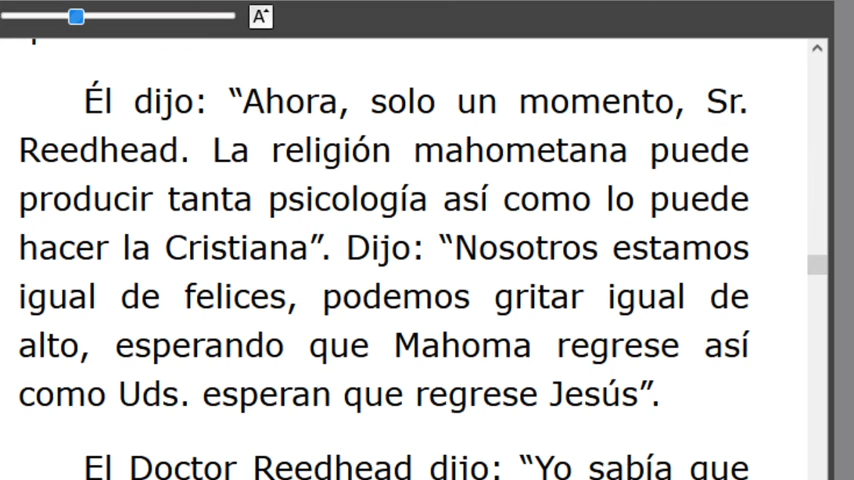 A
Él dijo: “Ahora, solo un momento, Sr.
Reedhead. La religión mahometana puede
producir tanta psicología así como lo puede
hacer la Cristiana”. Dijo: “Nosotros estamos
igual de felices, podemos gritar igual de
alto, esperando que Mahoma regrese así
como Uds. esperan que regrese Jesús”.
El Doctor Reedhead dijo: “Yo sabía que